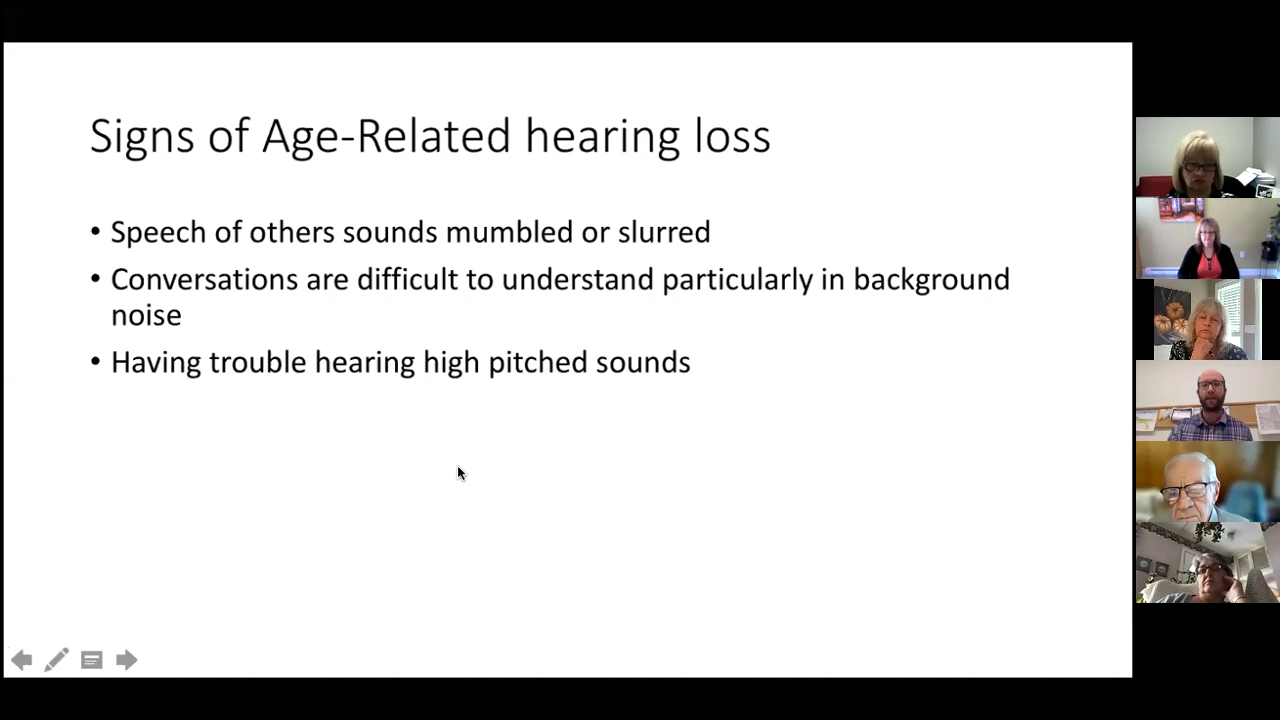 Signs of Age-Related hearing loss
• Speech of others sounds mumbled or slurred
• Conversations are difficult to understand particularly in background
noise
• Having trouble hearing high pitched sounds